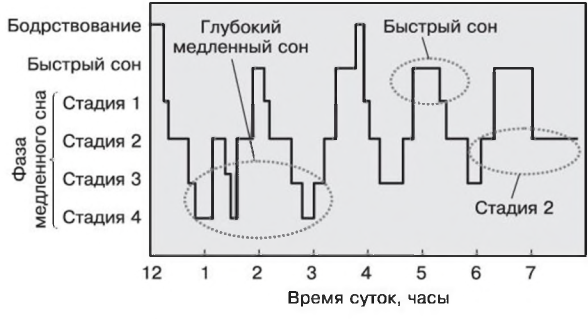 Бодрствование
Глубокий
медленный сон
Быстрый сон
Быстрый сон
Фаза
медленного сна
Стадия 1
Стадия 2
Стадия 3
Стадия 4
Стадия 2
12 1 2 3 4 5 6 7
Время суток, часы